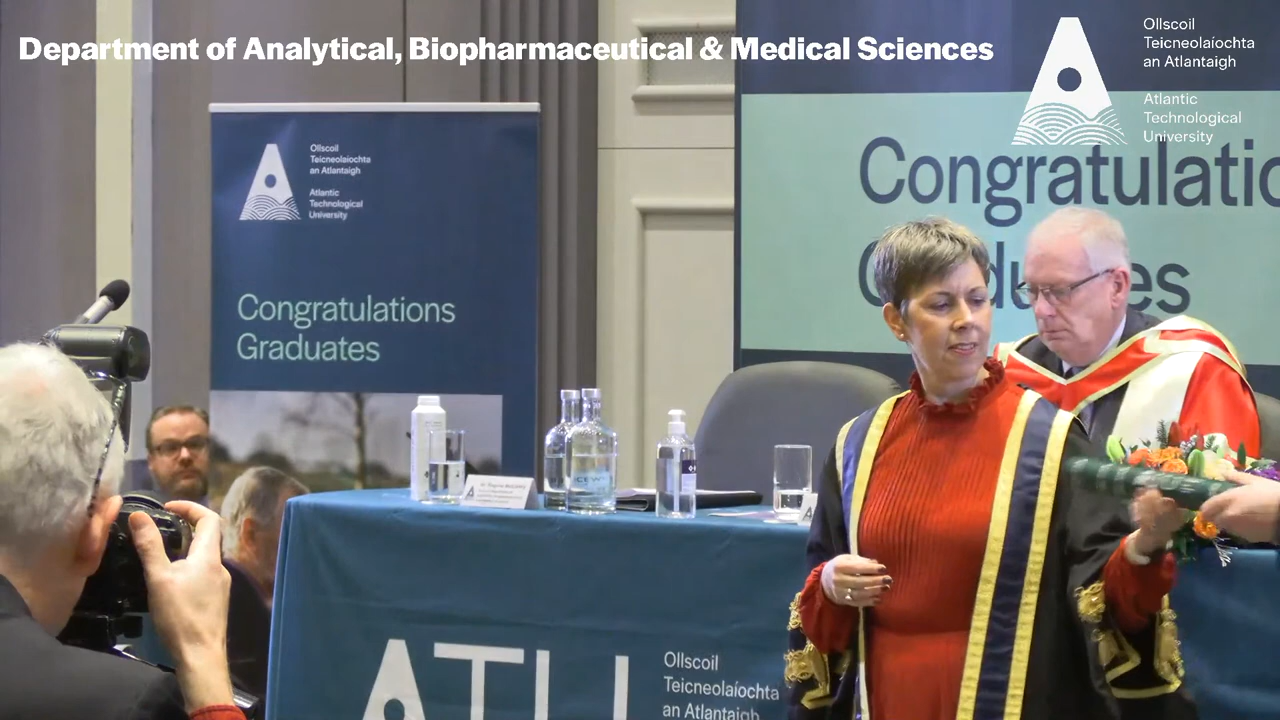 Department of Analytical, Biopharmaceutical & Medical Sciences
Ollscoil
Teicneolaíochta
an Atlantaigh
Atlantic
Technological
University
Ollscoil
Teicneolaíochta
an Atlantaigh
Atlantic
Technological
University
Congratulations
Graduates
Congratulatio
ATU
Ollscoil
Teicneolaíochta
an Atlantaigh